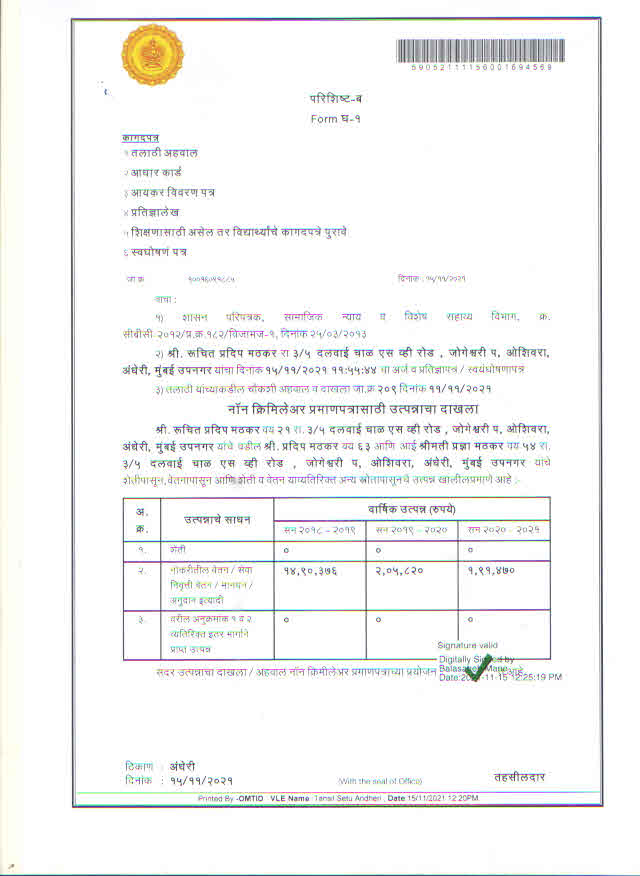 59052111156001694569
परिशिष्ट-ब
Form घ-१
कागदपत्र
१ तलाठी अहवाल
२ आधार कार्ड
३ आयकर विवरण पत्र
४ प्रतिज्ञालेख
५ शिक्षणासाठी असेल तर विद्यार्थ्यांचे कागदपत्रे पुरावे
६ स्वघोषणं पत्र
जा.क्र. दिनांक : १५/११/२०२१
वाचा :
१) शासन परिपत्रक, सामाजिक न्याय व विशेष सहाय्य विभाग, क्र.
सीबीसी २०१२/प्र.क्र.१८२/विजामज-१, दिनांक २५/०३/२०१३
२) श्री. रूचित प्रदिप मठकर रा ३/५ दलवाई चाळ एस व्ही रोड , जोगेश्वरी प, ओशिवरा,
अंधेरी, मुंबई उपनगर यांचा दिनांक १५/११/२०२१ ११:५५:४४ चा अर्ज व प्रतिज्ञापत्र / स्वयंघोषणापत्र
३) तलाठी यांच्याकडील चौकशी अहवाल व दाखला जा.क्र २०९ दिनांक ११/११/२०२१
नॉन क्रिमिलेअर प्रमाणपत्रासाठी उत्पन्नाचा दाखला
श्री. रूचित प्रदिप मठकर वय २१ रा. ३/५ दलवाई चाळ एस व्ही रोड , जोगेश्वरी प, ओशिवरा,
अंधेरी, मुंबई उपनगर यांचे वडील श्री. प्रदिप मठकर वय ६३ आणि आई श्रीमती प्रज्ञा मठकर वय ५४ रा.
३/५ दलवाई चाळ एस व्ही रोड , जोगेश्वरी प, ओशिवरा, अंधेरी, मुंबई उपनगर यांचे
शेतीपासून, वेतनापासून आणि शेती व वेतन याव्यतिरिक्त अन्य स्रोतापासूनचे उत्पन्न खालीलप्रमाणे आहे :-
अ. क्र. उत्पन्नाचे साधन वार्षिक उत्पन्न (रुपये)
सन २०१८ – २०१९ सन २०१९ – २०२० सन २०२० – २०२१
१. शेती ० ० ०
२. नोकरीतील वेतन / सेवा १४,९०,३७६ २,०५,८२० १,९१,४७०
निवृत्ती वेतन / मानधन /
अनुदान इत्यादी
३. वरील अनुक्रमांक १ व २ ० ० ०
व्यतिरिक्त इतर मार्गाने
प्राप्त उत्पन्न
Signature valid
Digitally Signed by
Balasaheb Mane
Date:2021-11-15 12:25:19 PM
सदर उत्पन्नाचा दाखला / अहवाल नॉन क्रिमीलेअर प्रमाणपत्राच्या प्रयोजन आहे.
ठिकाण : अंधेरी
दिनांक : १५/११/२०२१ (With the seal of Office) तहसीलदार
Printed By -OMTID VLE Name :Tahsil Setu Andheri , Date 15/11/2021 12:20PM